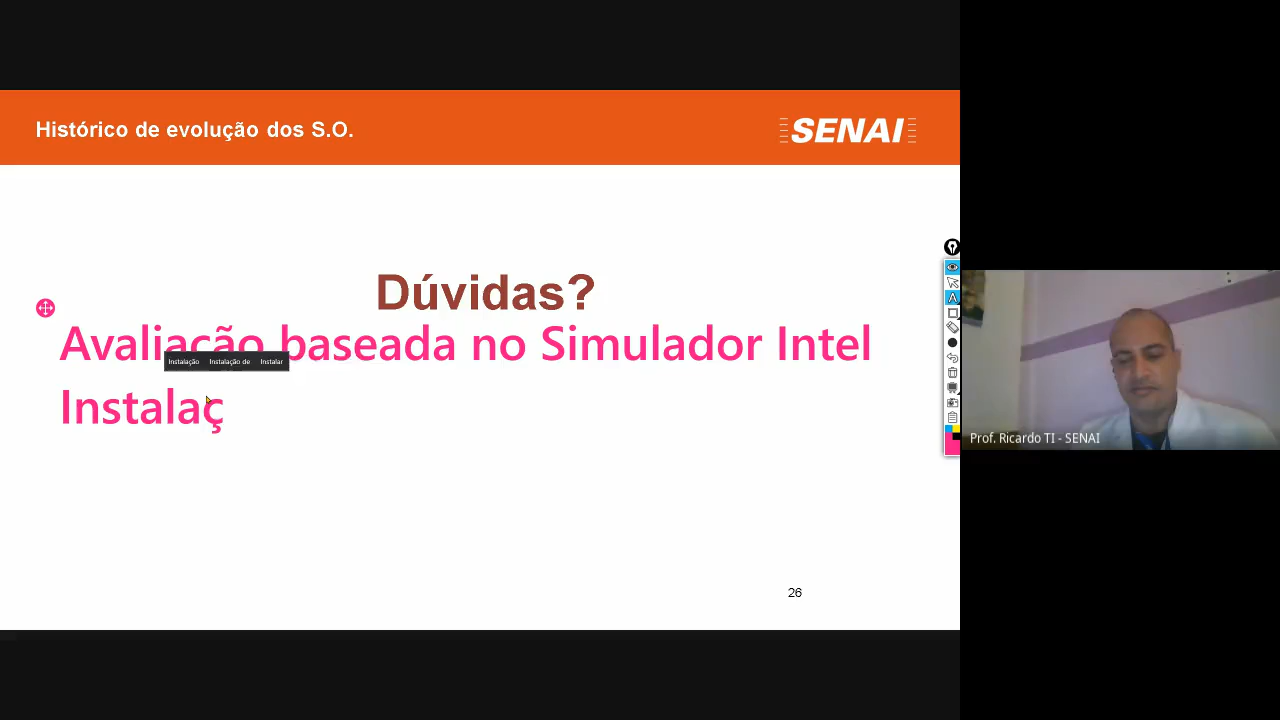 Histórico de evolução dos S.O.
SENAI
Dúvidas?
Avaliação baseada no Simulador Intel
Instalação Instalação de Instalar
Instalaç
Prof. Ricardo TI - SENAI
26